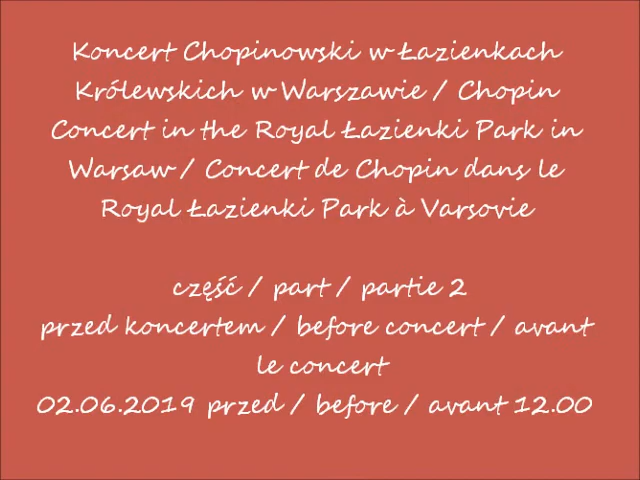 Koncert Chopinowski w Łazienkach
Królewskich w Warszawie / Chopin
Concert in the Royal Łazienki Park in
Warsaw / Concert de Chopin dans le
Royal Łazienki Park à Varsovie
część / part / partie 2
przed koncertem / before concert / avant
le concert
02.06.2019 przed / before / avant 12.00